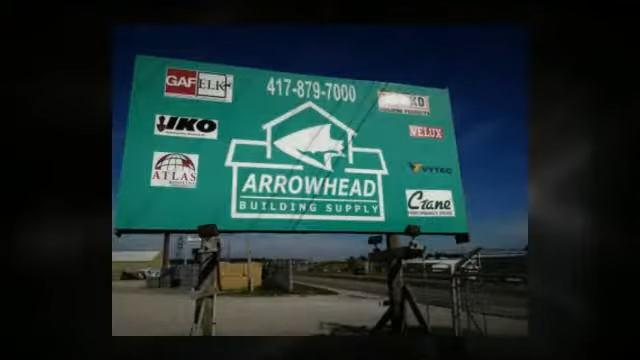 417-879-7000
GAF ELK
IKO
ATLAS
ARROWHEAD
BUILDING SUPPLY
VELUX
VYTEC
Crane